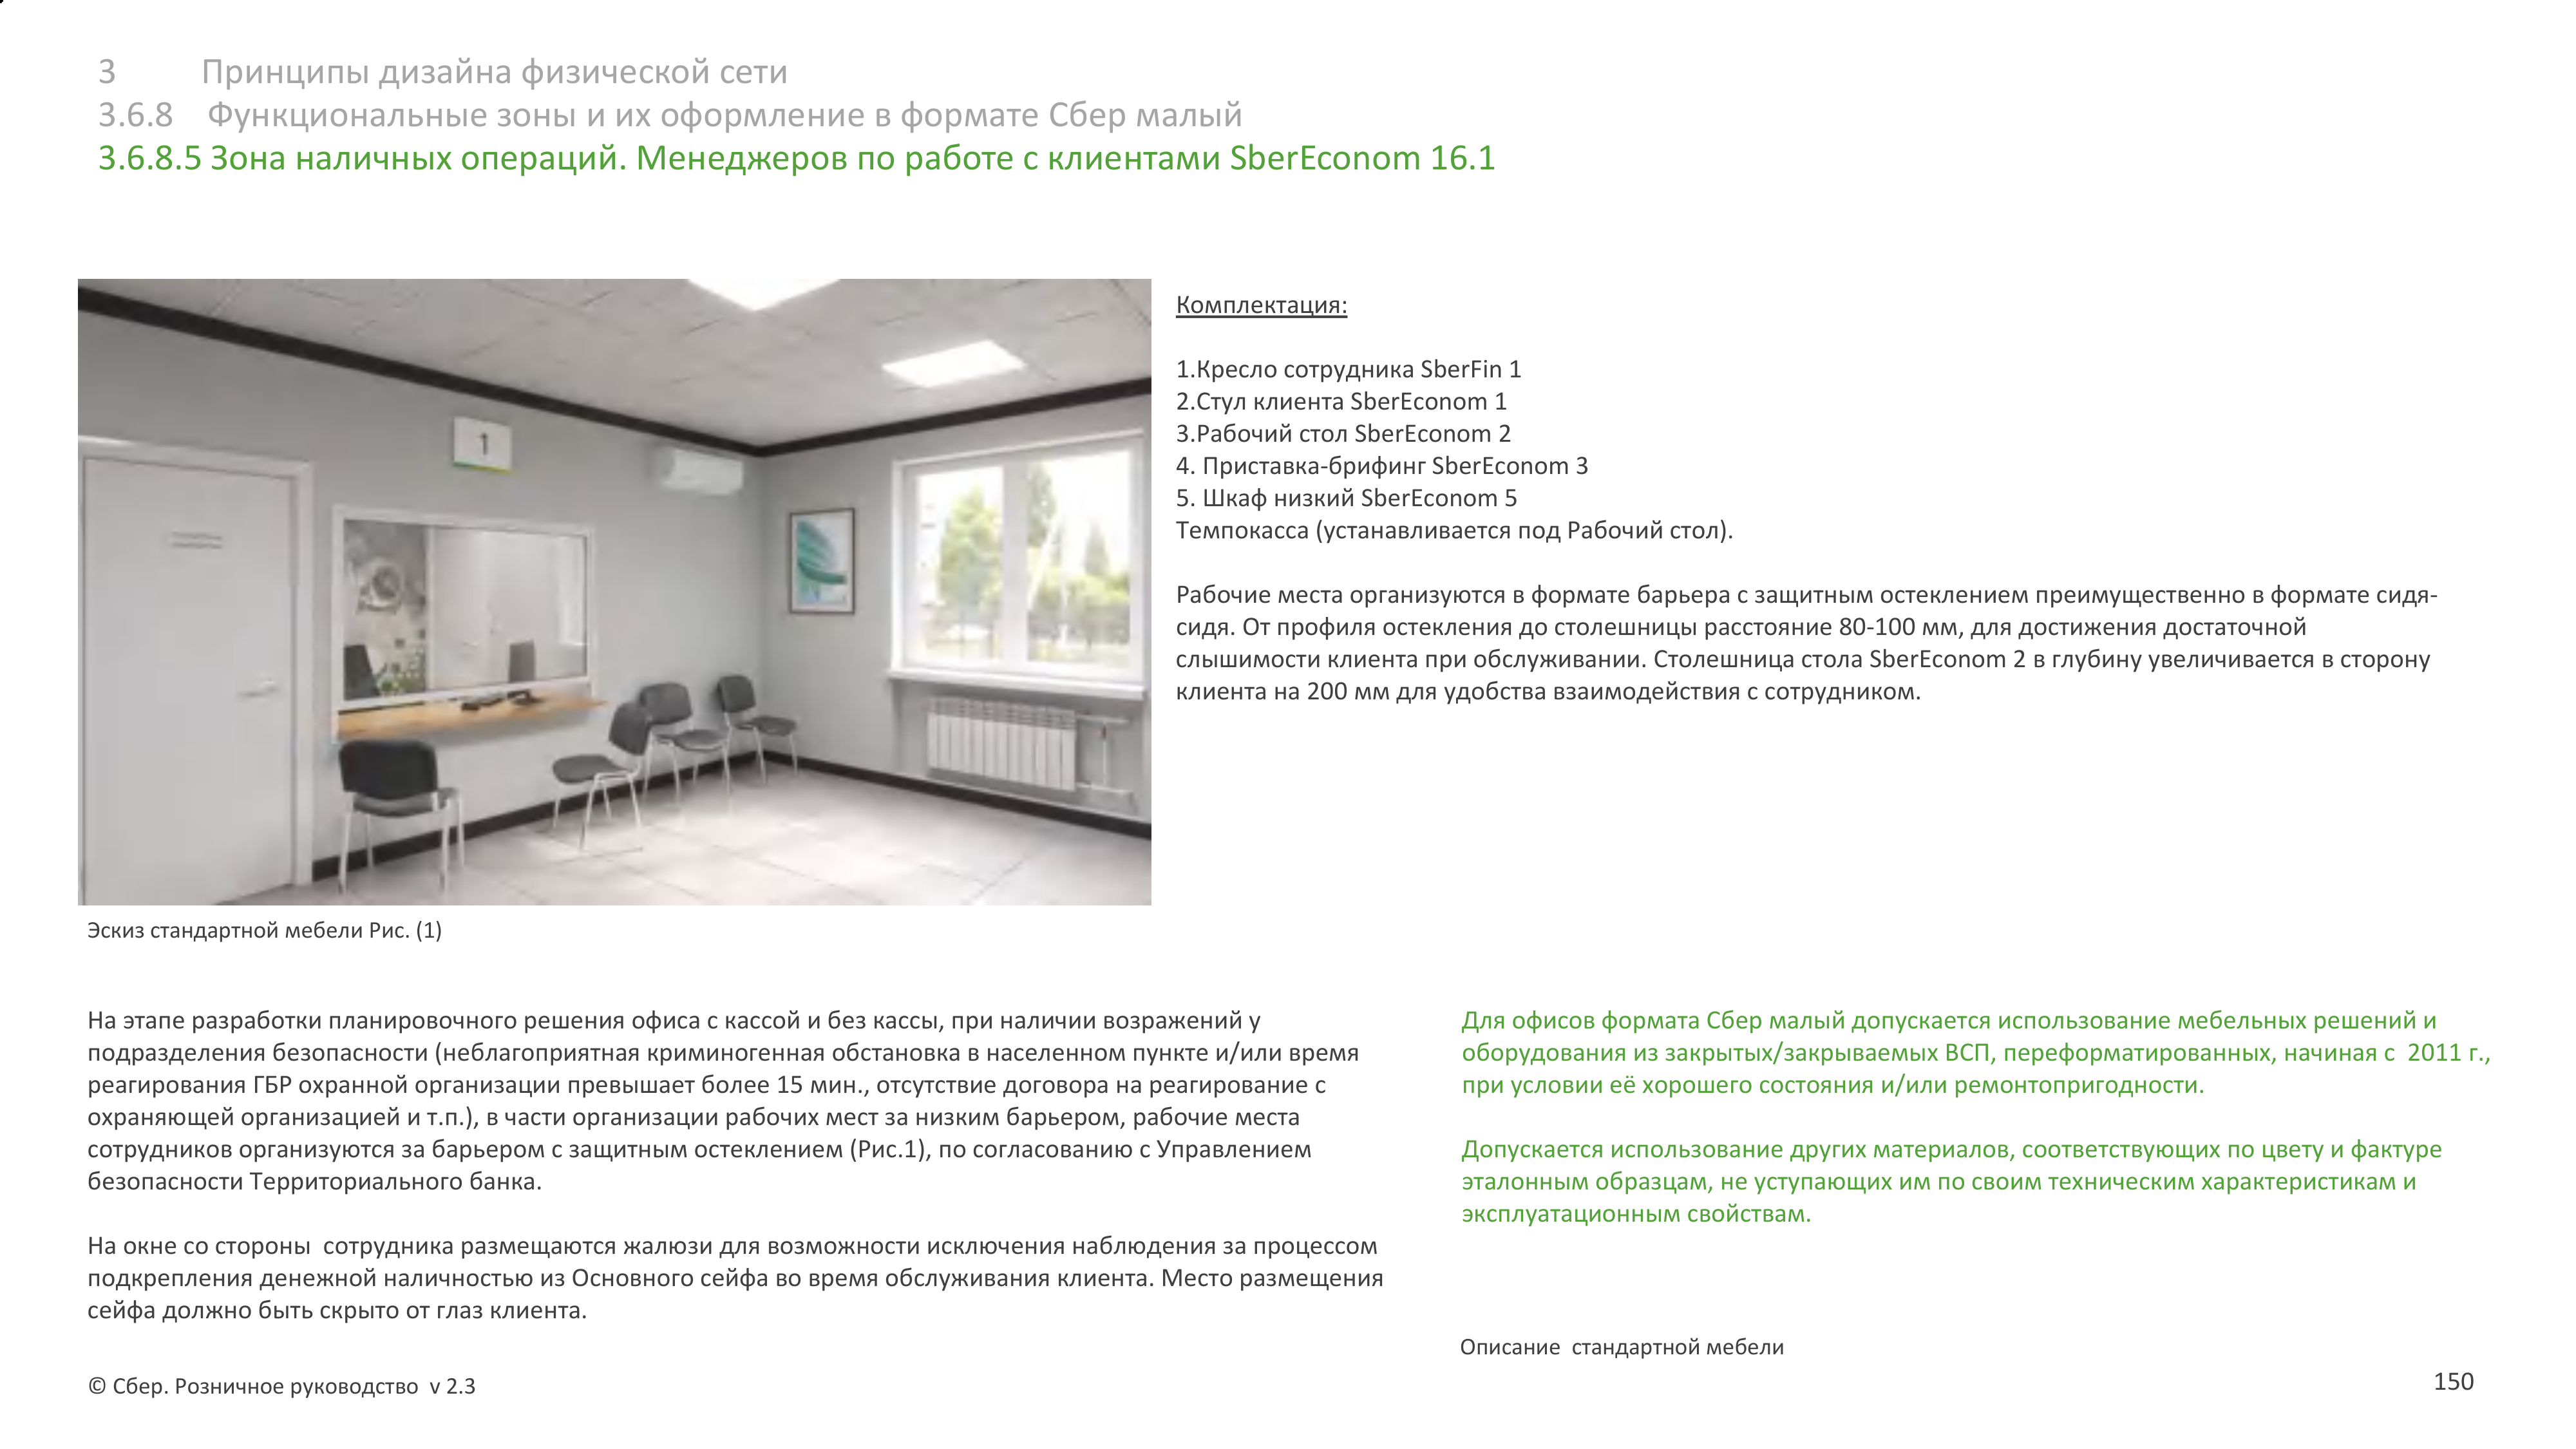 3 Принципы дизайна физической сети
3.6.8 Функциональные зоны и их оформление в формате Сбер малый
3.6.8.5 Зона наличных операций. Менеджеров по работе с клиентами SberEconom 16.1
1
Комплектация:
1.Кресло сотрудника SberFin 1
2.Стул клиента SberEconom 1
3.Рабочий стол SberEconom 2
4. Приставка-брифинг SberEconom 3
5. Шкаф низкий SberEconom 5
Темпокасса (устанавливается под Рабочий стол).
Рабочие места организуются в формате барьера с защитным остеклением преимущественно в формате сидя-
сидя. От профиля остекления до столешницы расстояние 80-100 мм, для достижения достаточной
слышимости клиента при обслуживании. Столешница стола SberEconom 2 в глубину увеличивается в сторону
клиента на 200 мм для удобства взаимодействия с сотрудником.
Эскиз стандартной мебели Рис. (1)
На этапе разработки планировочного решения офиса с кассой и без кассы, при наличии возражений у
подразделения безопасности (неблагоприятная криминогенная обстановка в населенном пункте и/или время
реагирования ГБР охранной организации превышает более 15 мин., отсутствие договора на реагирование с
охраняющей организацией и т.п.), в части организации рабочих мест за низким барьером, рабочие места
сотрудников организуются за барьером с защитным остеклением (Рис.1), по согласованию с Управлением
безопасности Территориального банка.
На окне со стороны  сотрудника размещаются жалюзи для возможности исключения наблюдения за процессом
подкрепления денежной наличностью из Основного сейфа во время обслуживания клиента. Место размещения
сейфа должно быть скрыто от глаз клиента.
Для офисов формата Сбер малый допускается использование мебельных решений и
оборудования из закрытых/закрываемых ВСП, переформатированных, начиная с  2011 г.,
при условии её хорошего состояния и/или ремонтопригодности.
Допускается использование других материалов, соответствующих по цвету и фактуре
эталонным образцам, не уступающих им по своим техническим характеристикам и
эксплуатационным свойствам.
Описание  стандартной мебели
© Сбер. Розничное руководство  v 2.3
150